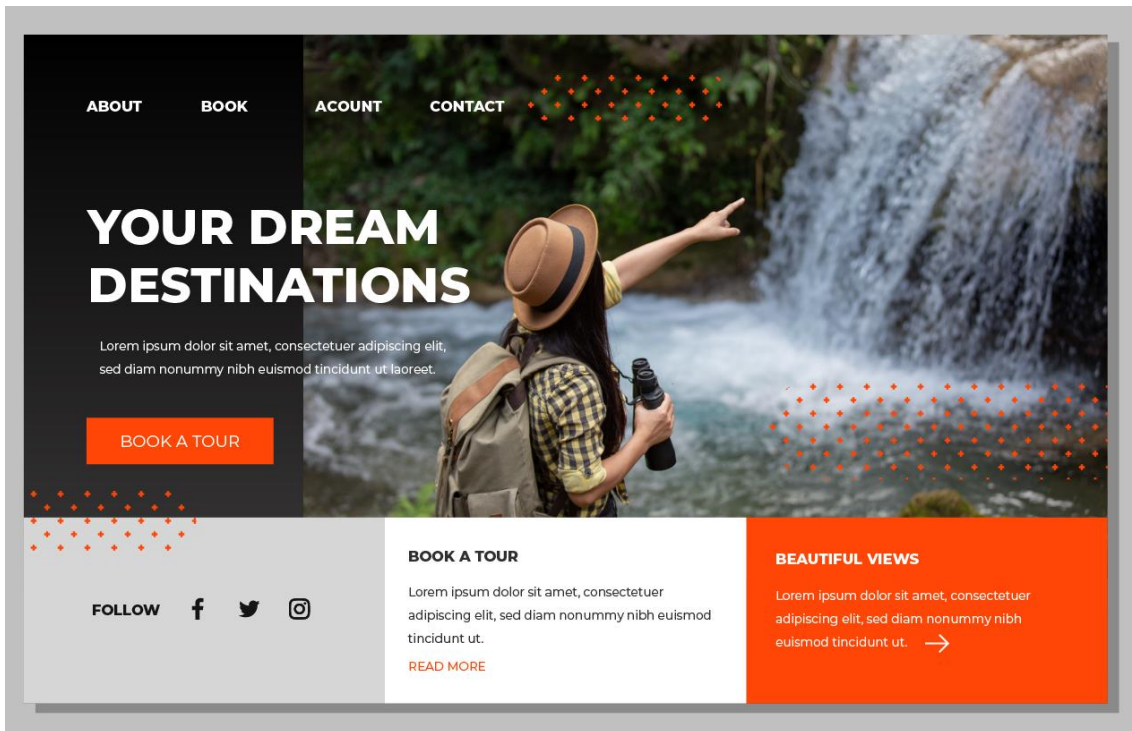 ABOUT BOOK ACOUNT CONTACT
YOUR DREAM
DESTINATIONS
Lorem ipsum dolor sit amet, consectetuer adipiscing elit,
sed diam nonummy nibh euismod tincidunt ut laoreet.
BOOK A TOUR
FOLLOW
BOOK A TOUR
Lorem ipsum dolor sit amet, consectetuer
adipiscing elit, sed diam nonummy nibh euismod
tincidunt ut.
READ MORE
BEAUTIFUL VIEWS
Lorem ipsum dolor sit amet, consectetuer
adipiscing elit, sed diam nonummy nibh
euismod tincidunt ut.